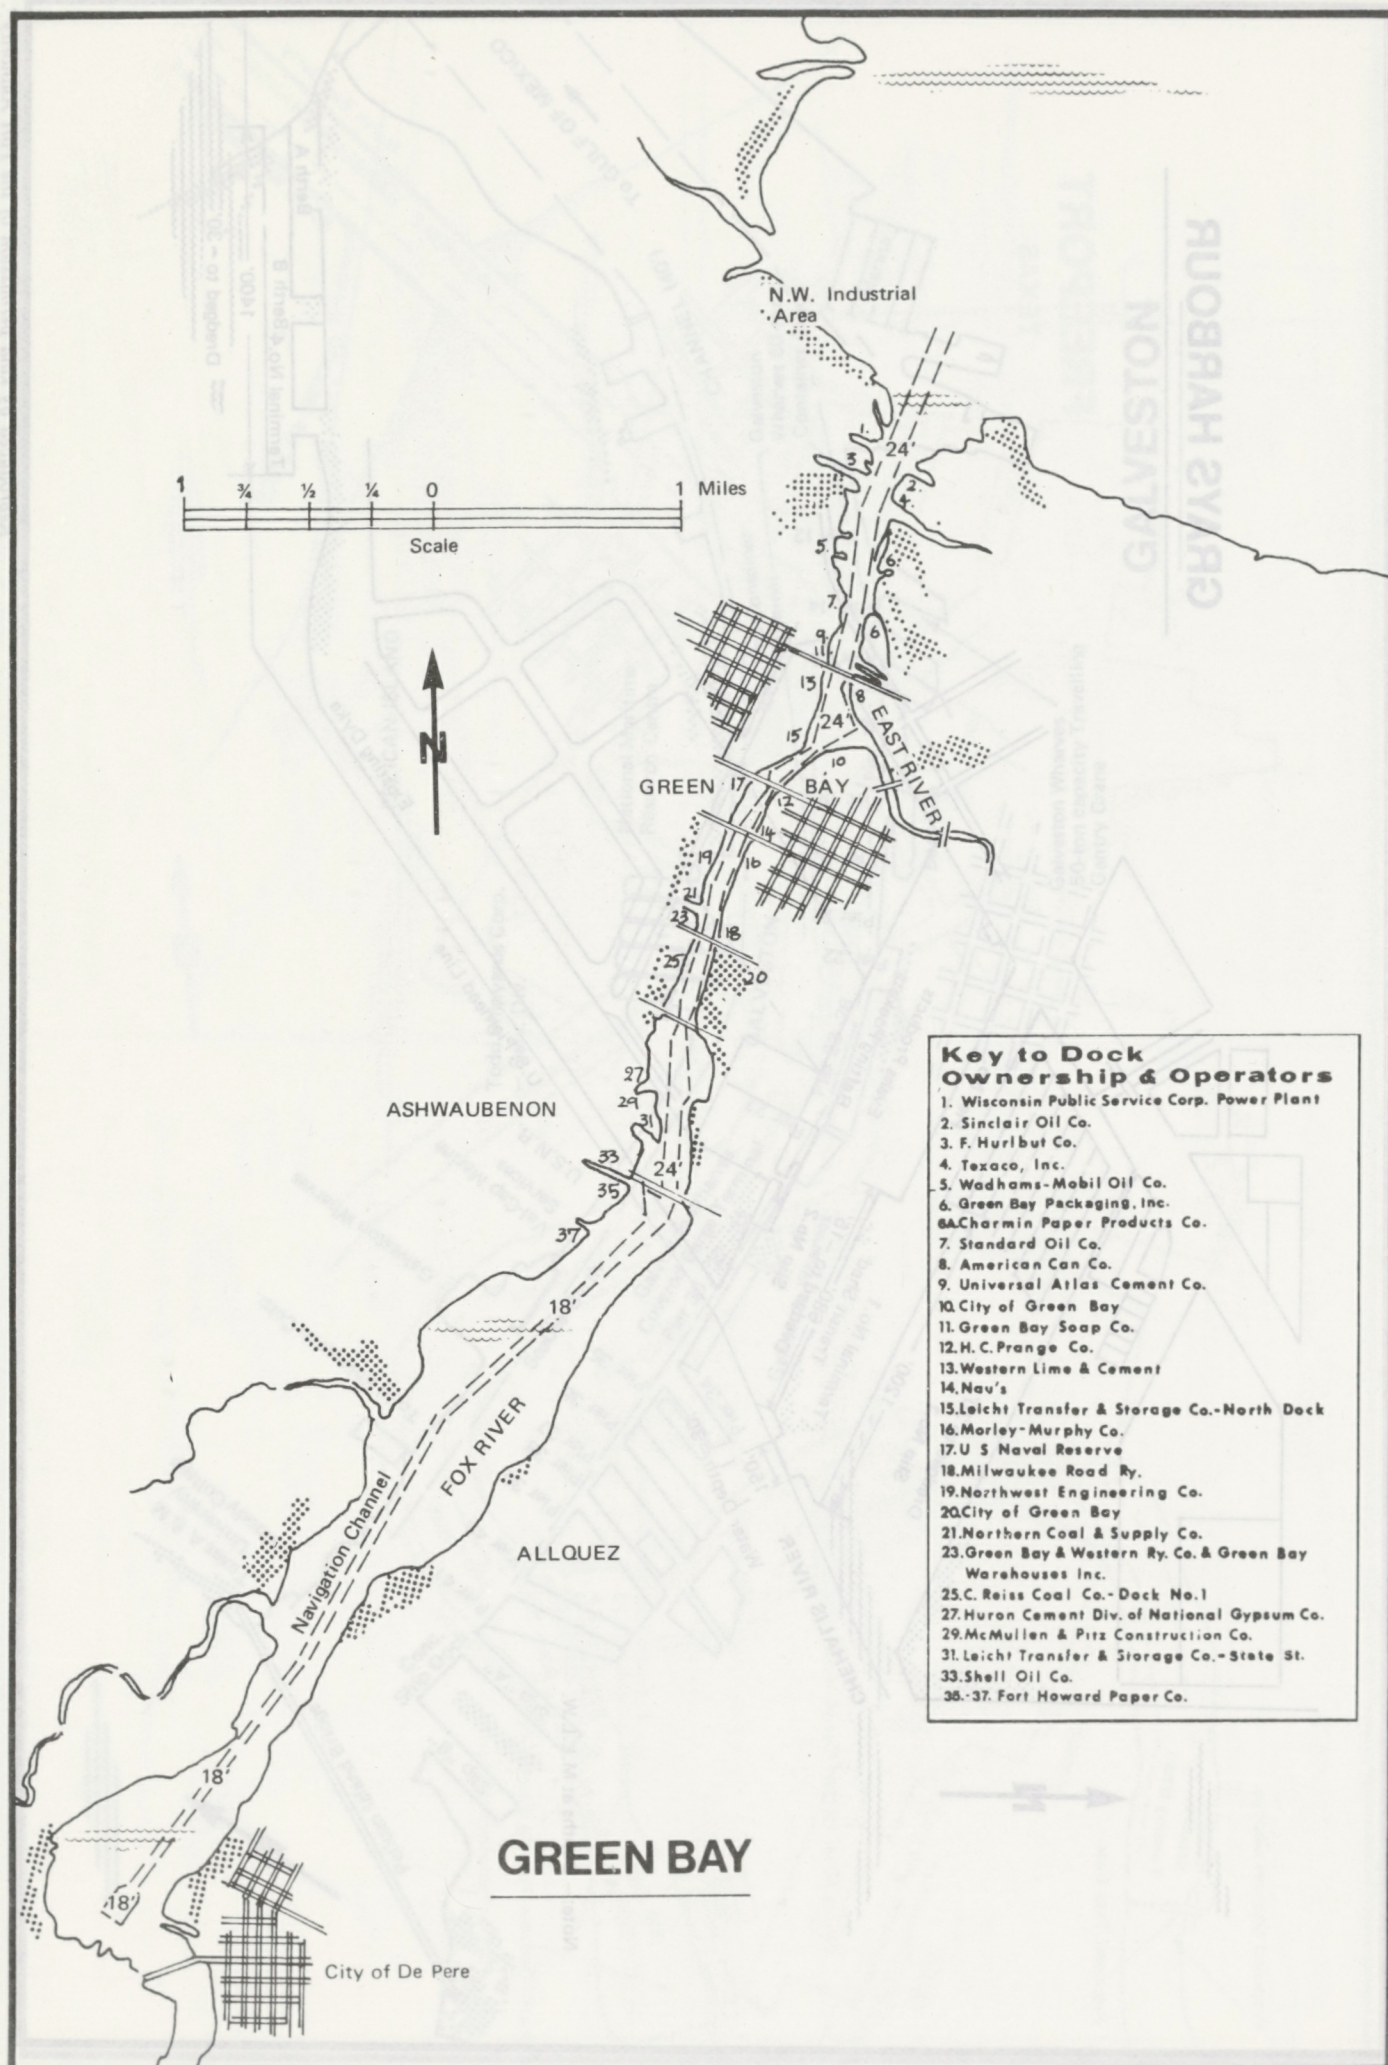 N.W. Industrial
Area
1
24'
3
2
4
1 ¾ ½ ¼ 0 1 Miles
Scale
5
6
7
6
9
11
13
8
24'
15
EAST RIVER
10
GREEN BAY
17
12
14
19
16
21
23
18
25
20
27
29
31
ASHWAUBENON
33
24'
35
37
18'
N
FOX RIVER
Navigation Channel
ALLQUEZ
18'
18'
GREEN BAY
City of De Pere
Key to Dock
Ownership & Operators
1. Wisconsin Public Service Corp. Power Plant
2. Sinclair Oil Co.
3. F. Hurlbut Co.
4. Texaco, Inc.
5. Wadhams-Mobil Oil Co.
6. Green Bay Packaging, Inc.
6A.Charmin Paper Products Co.
7. Standard Oil Co.
8. American Can Co.
9. Universal Atlas Cement Co.
10.City of Green Bay
11.Green Bay Soap Co.
12.H.C.Prange Co.
13.Western Lime & Cement
14.Nau's
15.Leicht Transfer & Storage Co.-North Dock
16.Morley-Murphy Co.
17.U S Naval Reserve
18.Milwaukee Road Ry.
19.Northwest Engineering Co.
20.City of Green Bay
21.Northern Coal & Supply Co.
23.Green Bay & Western Ry. Co. & Green Bay
Warehouses Inc.
25.C. Reiss Coal Co.-Dock No.1
27.Huron Cement Div. of National Gypsum Co.
29.McMullen & Pitz Construction Co.
31. Leicht Transfer & Storage Co.-State St.
33.Shell Oil Co.
35.-37. Fort Howard Paper Co.